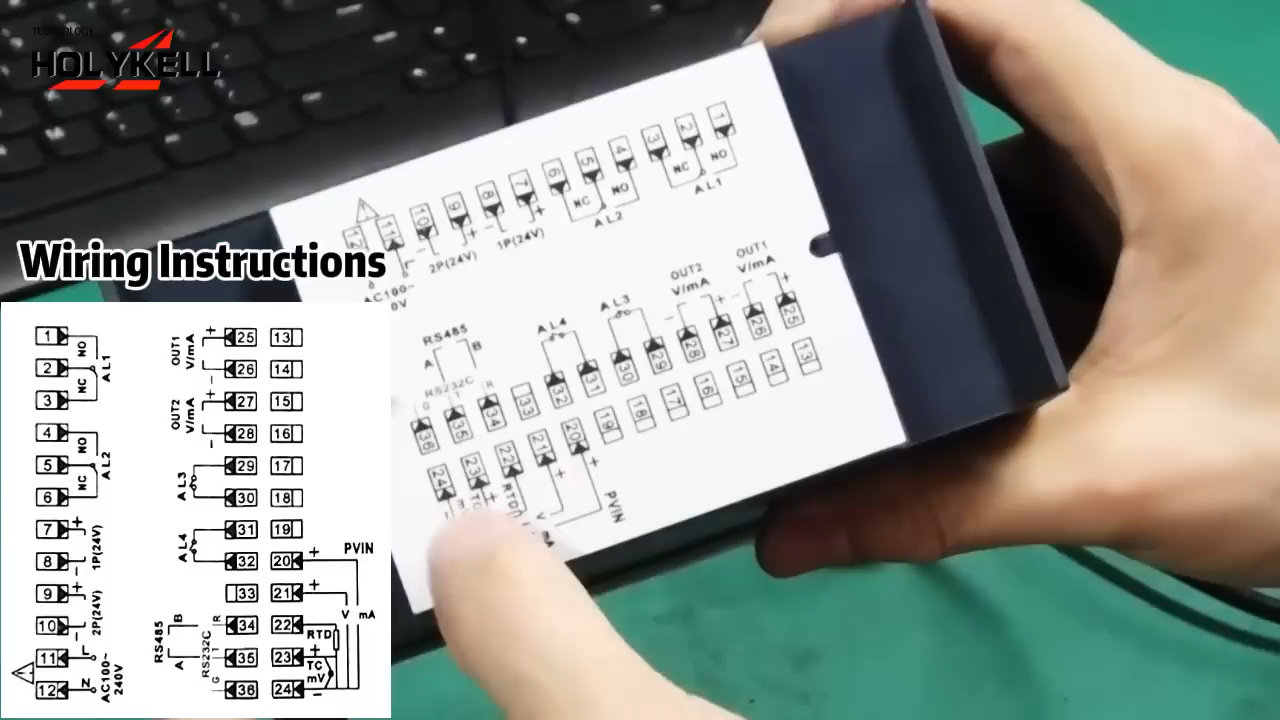 TECHNOLOGY
HOLYKELL
Wiring Instructions
1
2
3
NO
NC
AL1
4
5
6
NO
NC
AL2
7
8
+
-
1P(24V)
9
10
+
-
2P(24V)
11
12
L
N
AC100~
240V
OUT1
V/mA
+
-
25 13
26 14
OUT2
V/mA
+
-
27 15
28 16
AL3
29 17
30 18
AL4
31 19
32 20 + PVIN
33 21 +
V mA
RS485
B
A
RS232C
R
T
G
34 22
RTD
35 23 +
TC
mV
36 24 -
1
2
3
NO
NC
AL1
4
5
6
NO
NC
AL2
7
8
+
-
1P(24V)
9
10
+
-
2P(24V)
11
12
L
AC100~
0V
OUT1
V/mA
+
-
OUT2
V/mA
+
-
AL3
AL4
RS485
A
B
RS232C
G
T
R
36
35
34
33
32
31
30
29
28
27
26
25
24
23
22
21
20
19
18
17
16
15
14
13
+
+
+
TC
RTD
V
PVIN